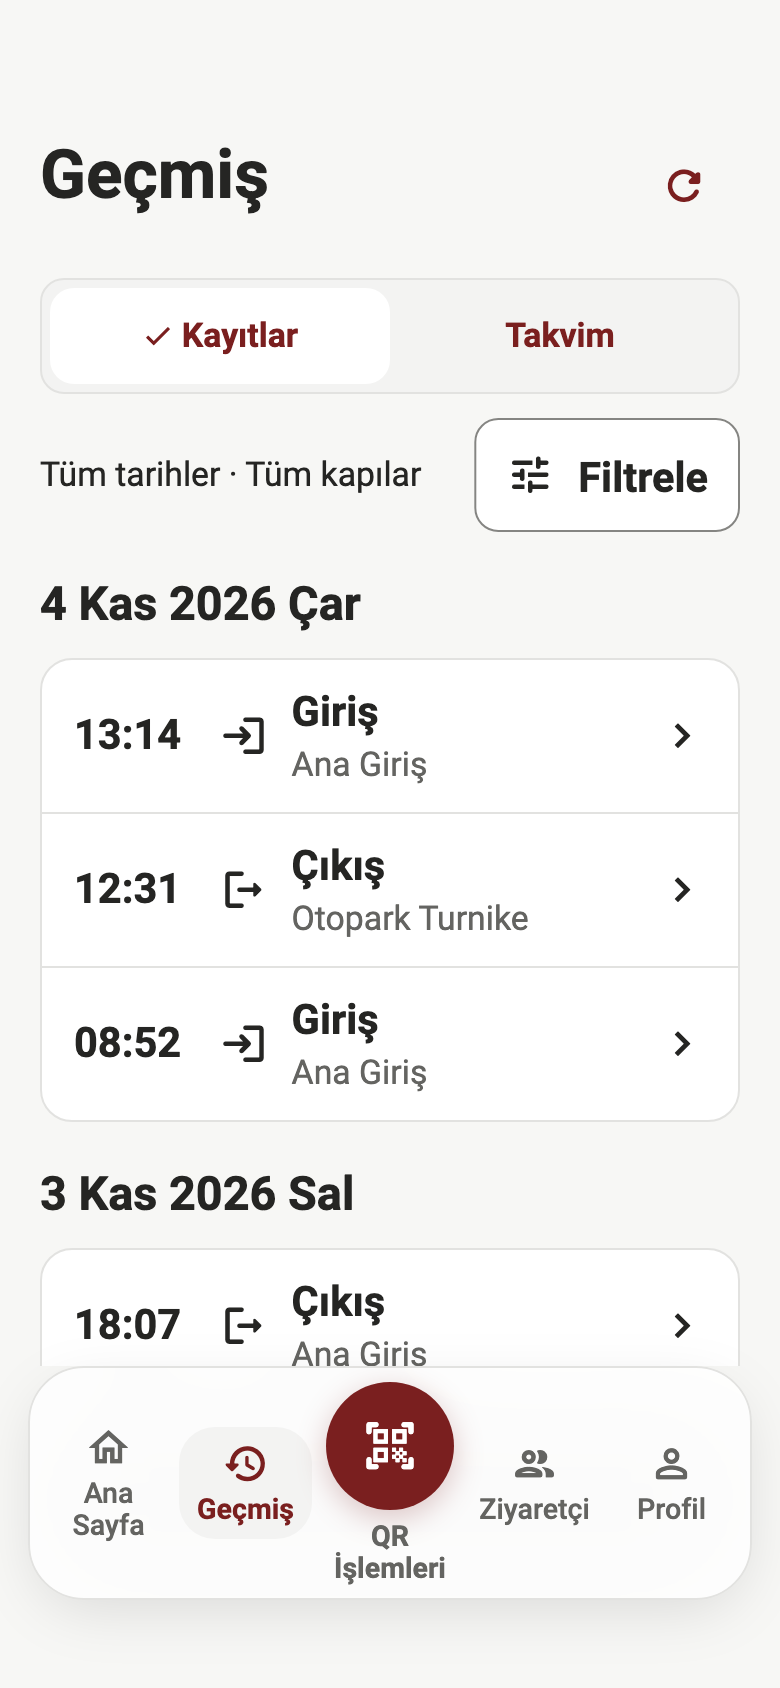 Geçmiş
Kayıtlar
Takvim
Tüm tarihler · Tüm kapılar
Filtrele
4 Kas 2026 Çar
13:14
Giriş
Ana Giriş
12:31
Çıkış
Otopark Turnike
08:52
Giriş
Ana Giriş
3 Kas 2026 Sal
18:07
Çıkış
Ana Giriş
Ana
Sayfa
Geçmiş
QR
İşlemleri
Ziyaretçi
Profil